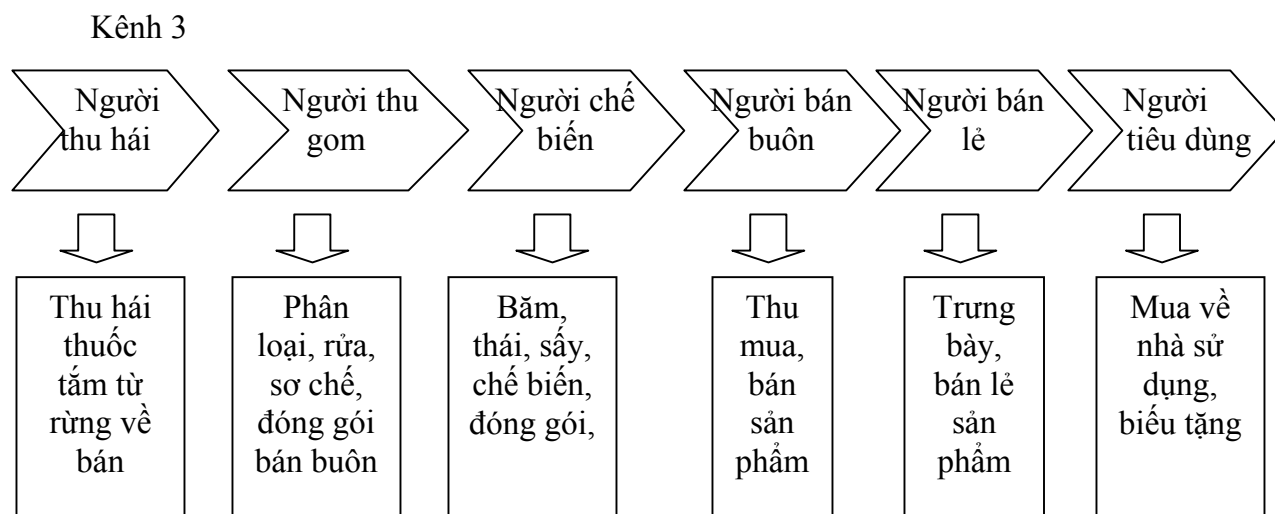 Kênh 3
Người
thu hái
Người thu
gom
Người chế
biến
Người bán
buôn
Người bán
lẻ
Người
tiêu dùng
Thu hái
thuốc
tắm từ
rừng về
bán
Phân
loại, rửa,
sơ chế,
đóng gói
bán buôn
Băm,
thái, sấy,
chế biến,
đóng gói,
Thu
mua,
bán
sản
phẩm
Trưng
bày,
bán lẻ
sản
phẩm
Mua về
nhà sử
dụng,
biếu tặng